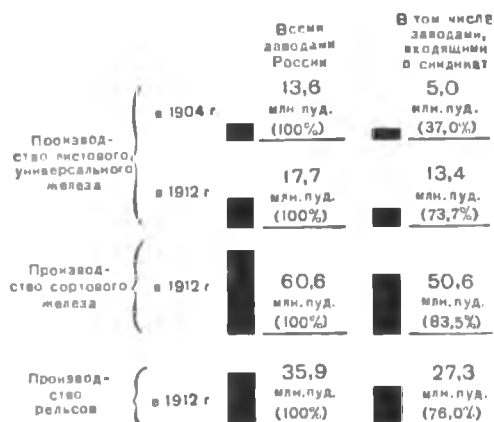 Всеми
заводами
России
В том числе
заводами,
входящими
в синдикат
Производ-
ство листового
универсального
железа
в 1904 г
13,6
млн. пуд.
(100%)
5,0
млн. пуд.
(37,0%)
в 1912 г
17,7
млн. пуд.
(100%)
13,4
млн. пуд.
(73,7%)
Производ-
ство сортового
железа
в 1912 г
60,6
млн. пуд.
(100%)
50,6
млн. пуд.
(83,5%)
Производ-
ство
рельсов
в 1912 г
35,9
млн. пуд.
(100%)
27,3
млн. пуд.
(76,0%)